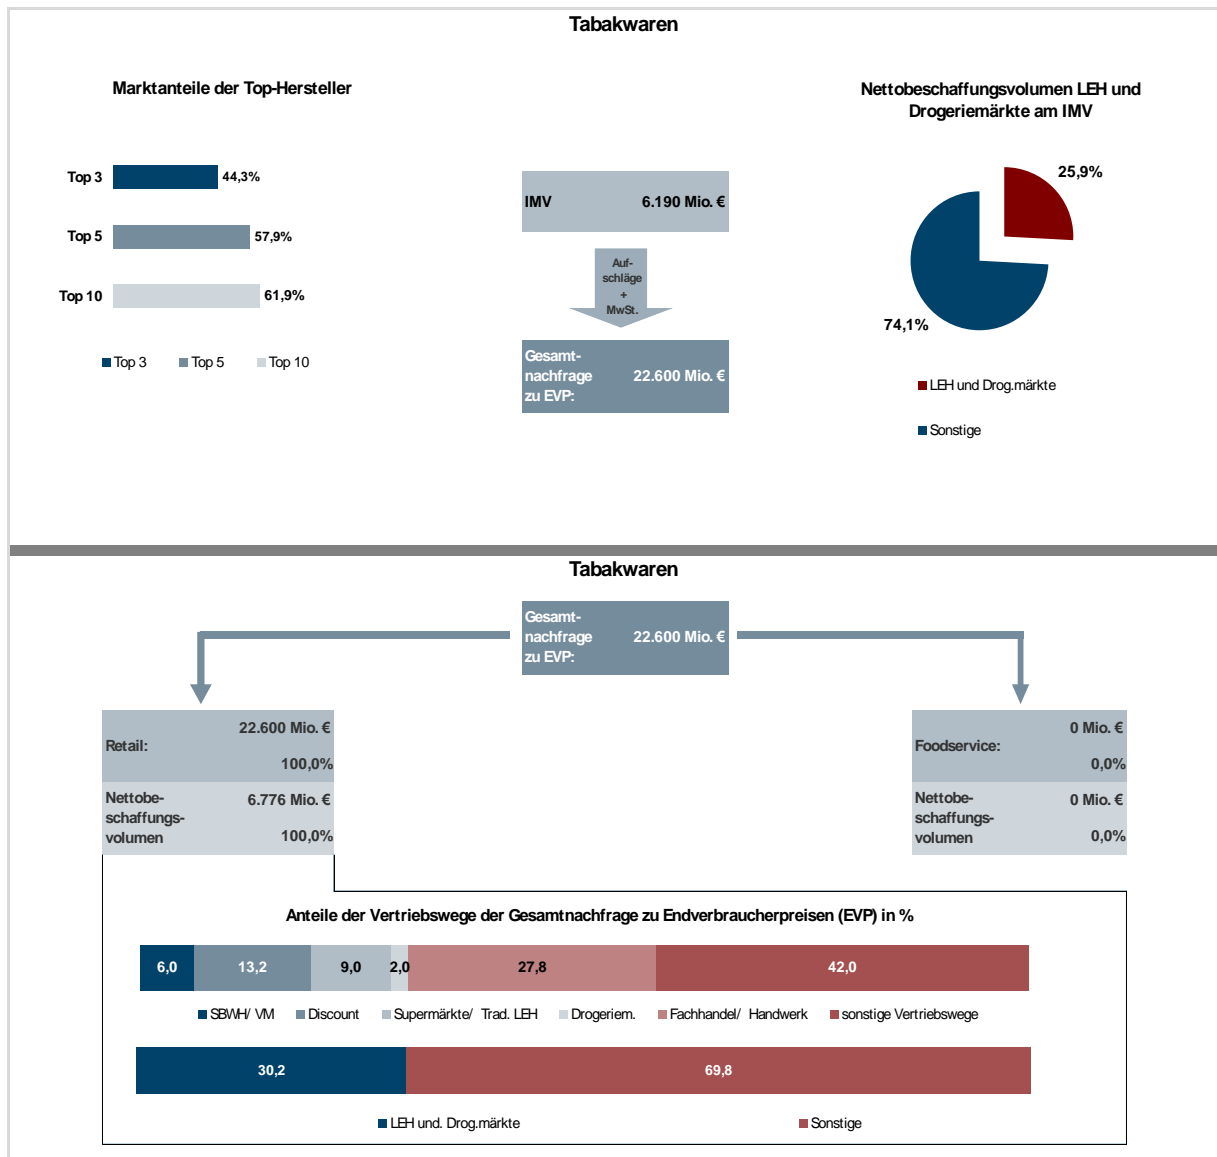 Tabakwaren
Marktanteile der Top-Hersteller
Top 3
44,3%
Top 5
57,9%
Top 10
61,9%
Top 3
Top 5
Top 10
IMV 6.190 Mio. €
Auf-
schläge
+
MwSt.
Gesamt-
nachfrage 22.600 Mio. €
zu EVP:
Nettobeschaffungsvolumen LEH und
Drogeriemärkte am IMV
25,9%
74,1%
LEH und Drog.märkte
Sonstige
Tabakwaren
Gesamt-
nachfrage 22.600 Mio. €
zu EVP:
22.600 Mio. €
Retail:
100,0%
Nettobe- 6.776 Mio. €
schaffungs-
volumen 100,0%
0 Mio. €
Foodservice:
0,0%
Nettobe- 0 Mio. €
schaffungs-
volumen 0,0%
Anteile der Vertriebswege der Gesamtnachfrage zu Endverbraucherpreisen (EVP) in %
6,0 13,2 9,0 2,0 27,8 42,0
SBWH/ VM Discount Supermärkte/ Trad. LEH Drogeriem. Fachhandel/ Handwerk sonstige Vertriebswege
30,2 69,8
LEH und. Drog.märkte Sonstige